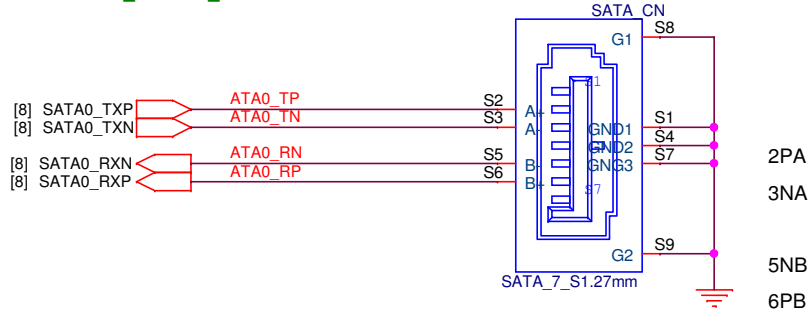 SATA_CN
G1
S8
S1
[8] SATA0_TXP
ATA0_TP
S2
A+
[8] SATA0_TXN
ATA0_TN
S3
A-
GND1
S1
GND2
S4
[8] SATA0_RXN
ATA0_RN
S5
B-
GNG3
S7
2PA
[8] SATA0_RXP
ATA0_RP
S6
B+
S7
3NA
G2
S9
5NB
SATA_7_S1.27mm
6PB